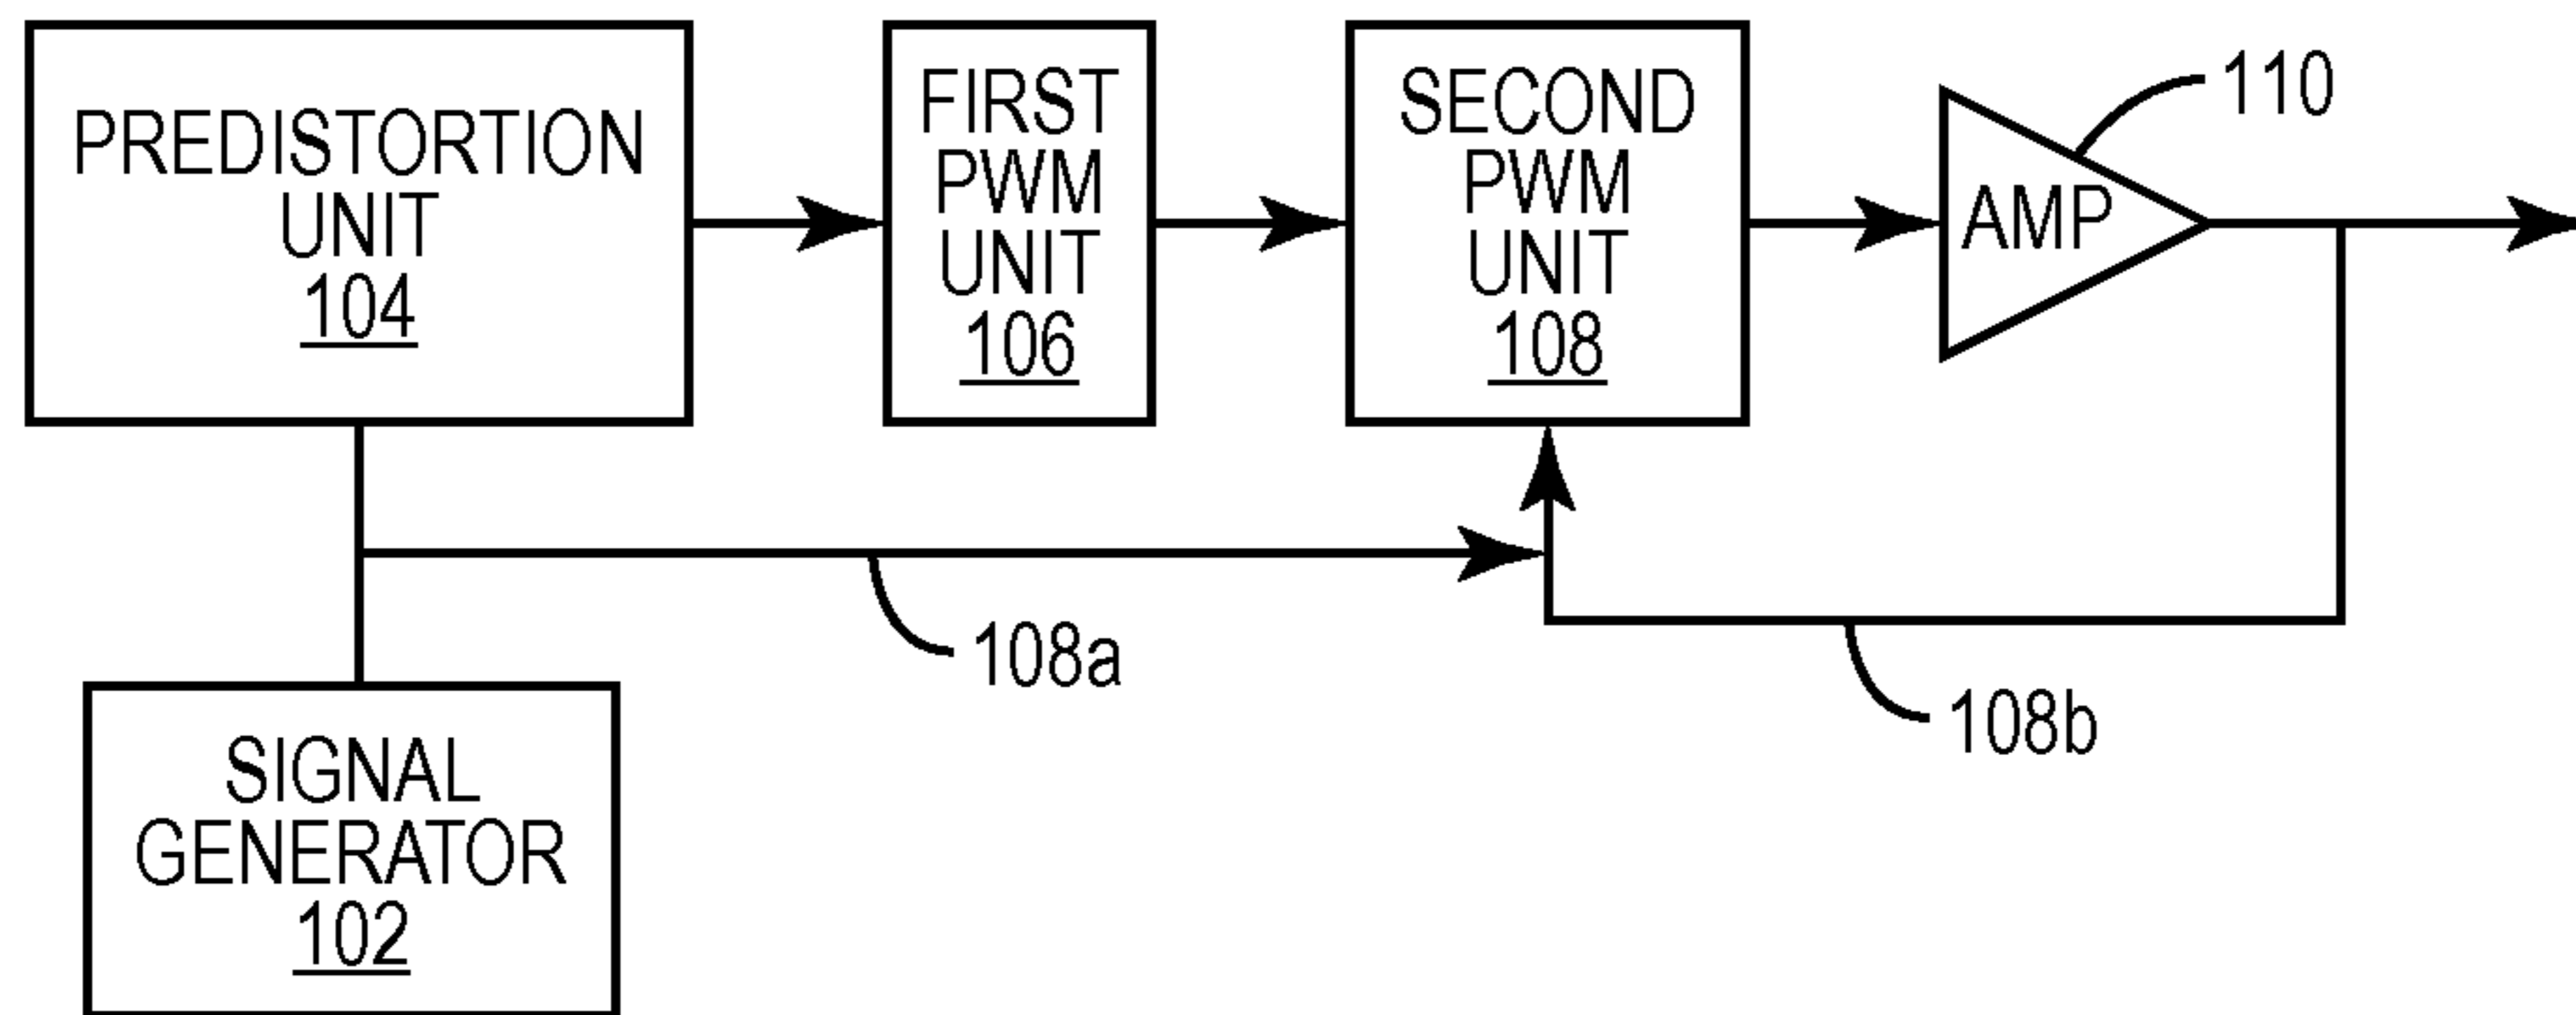 PREDISTORTION
UNIT
104
FIRST
PWM
UNIT
106
SECOND
PWM
UNIT
108
AMP
110
108a
108b
SIGNAL
GENERATOR
102